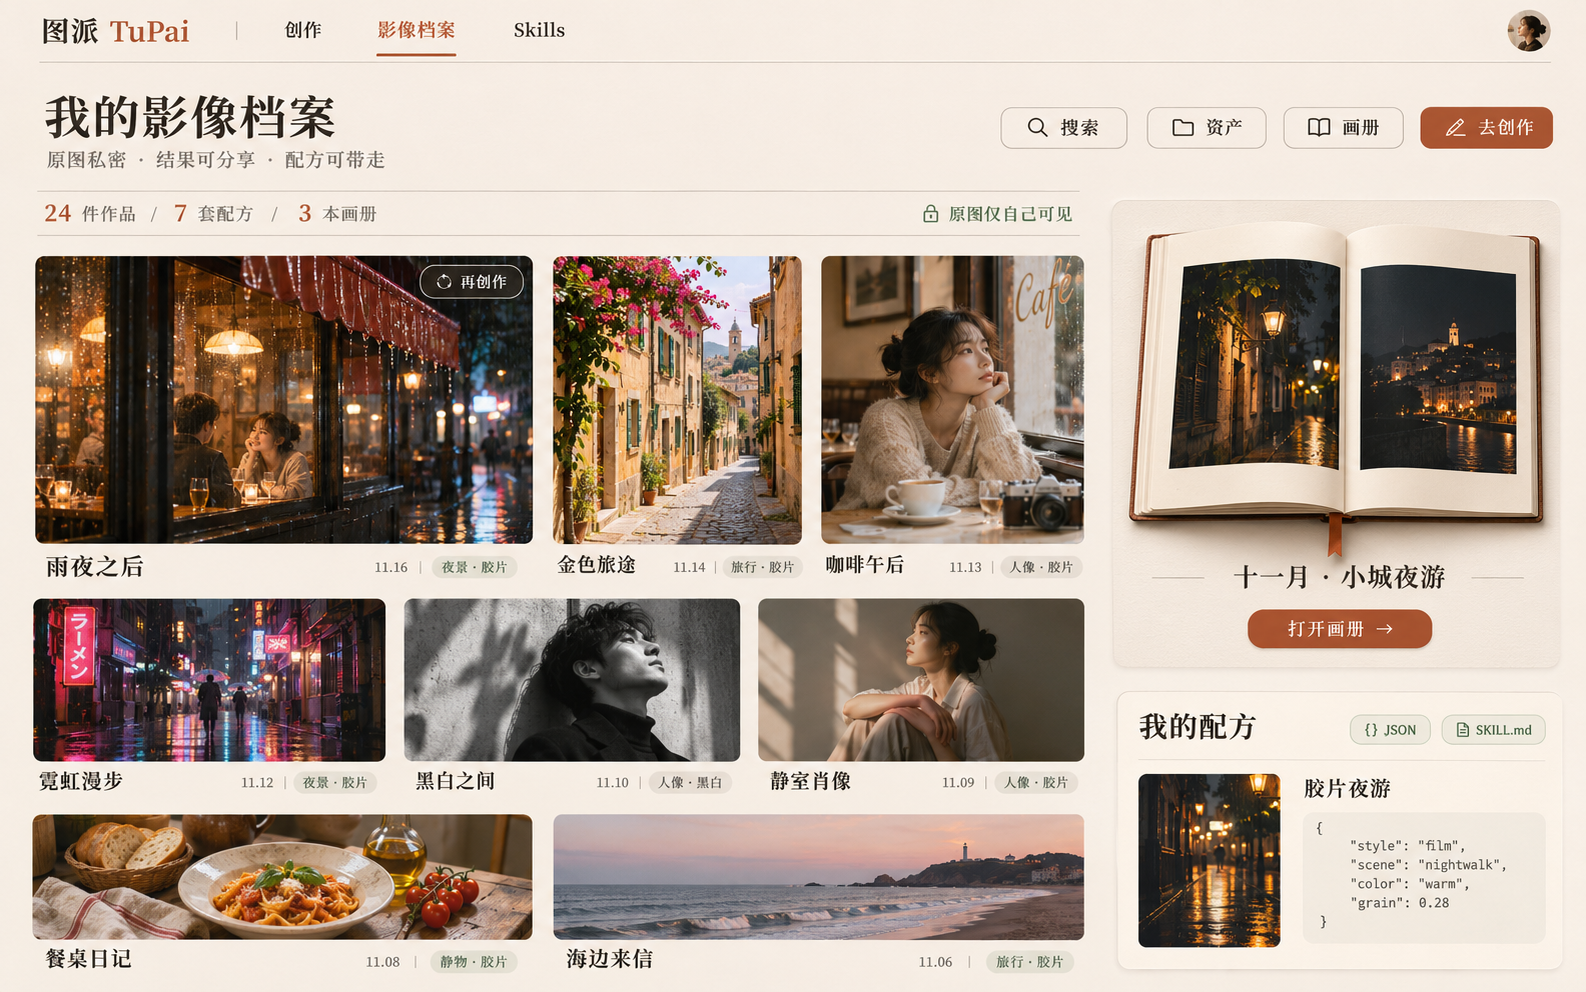 图派 TuPai
创作
影像档案
Skills
我的影像档案
原图私密 · 结果可分享 · 配方可带走
搜索
资产
画册
去创作
24 件作品 / 7 套配方 / 3 本画册
原图仅自己可见
再创作
Café
雨夜之后
11.16 | 夜景·胶片
金色旅途
11.14 | 旅行·胶片
咖啡午后
11.13 | 人像·胶片
十一月 · 小城夜游
打开画册 →
ラーメン
霓虹漫步
11.12 | 夜景·胶片
黑白之间
11.10 | 人像·黑白
静室肖像
11.09 | 人像·胶片
餐桌日记
11.08 | 静物·胶片
海边来信
11.06 | 旅行·胶片
我的配方
{} JSON
SKILL.md
胶片夜游
{
"style": "film",
"scene": "nightwalk",
"color": "warm",
"grain": 0.28
}